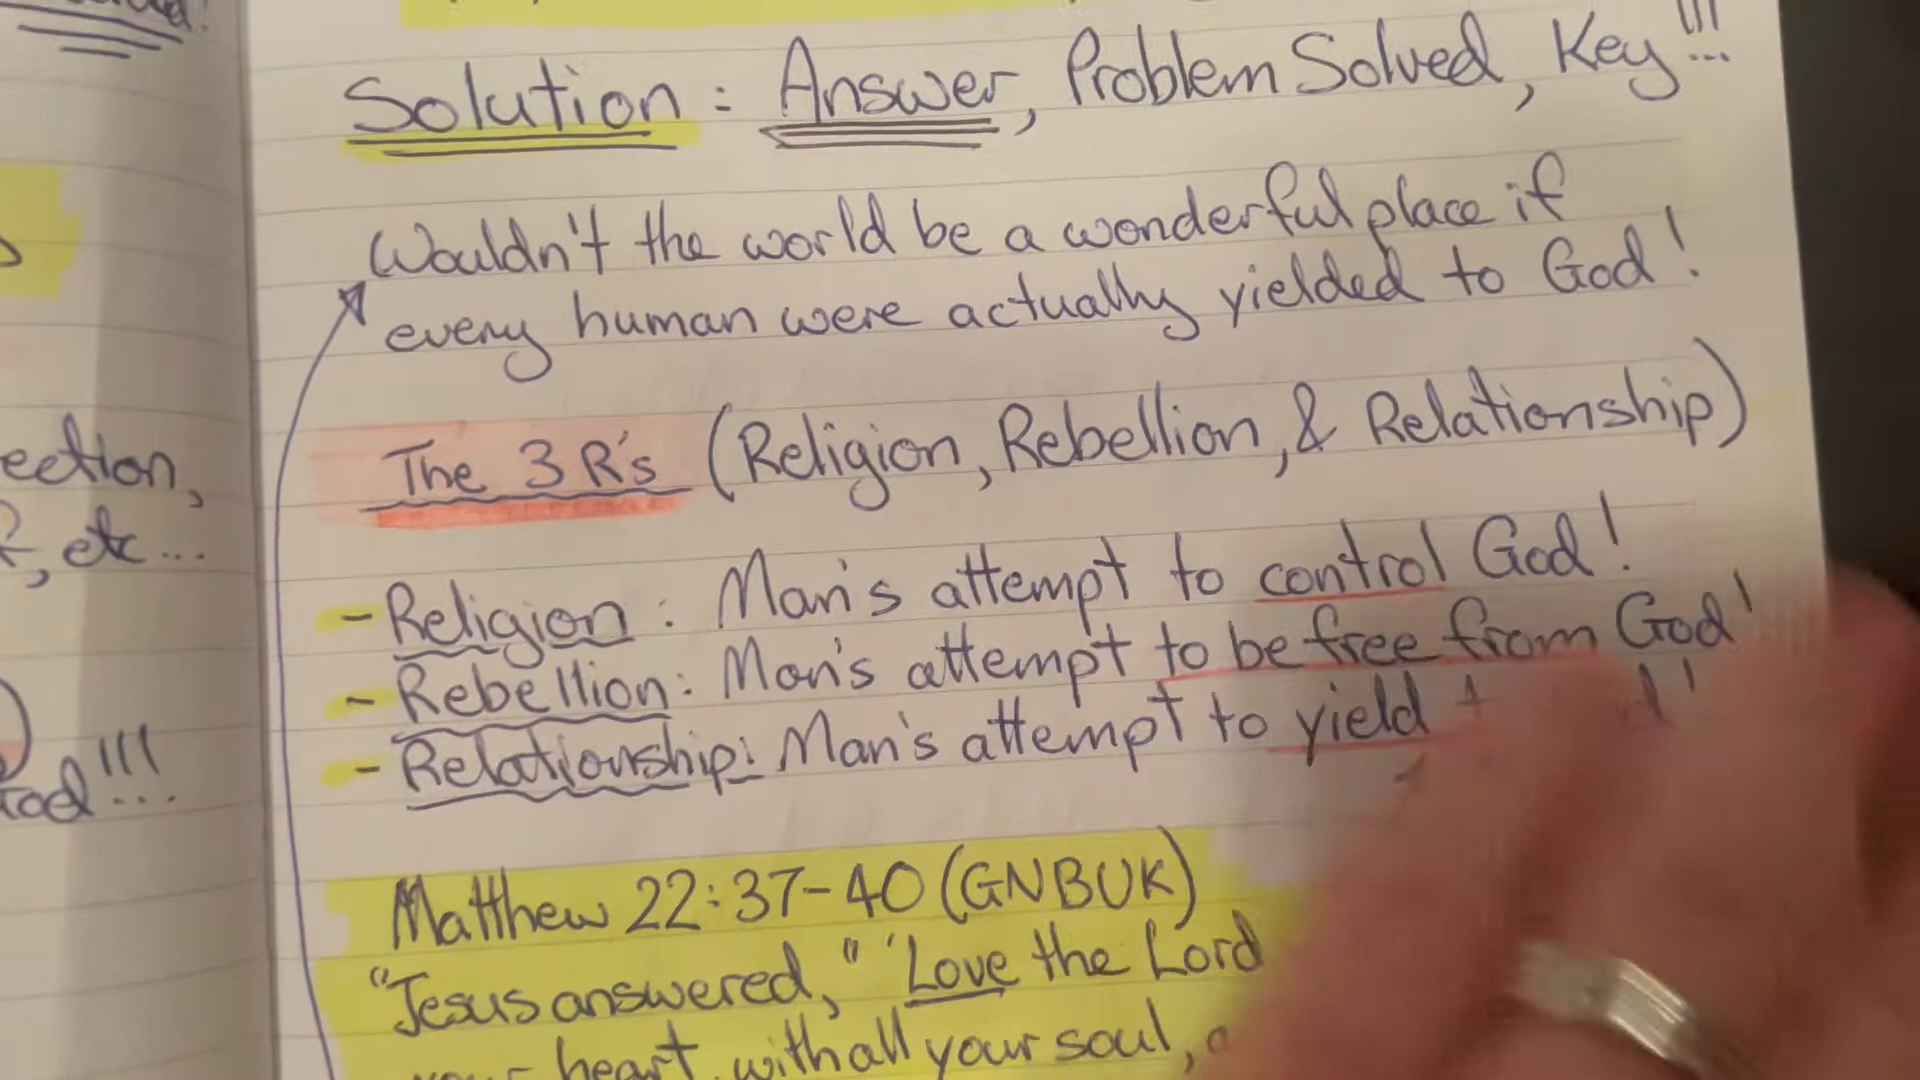 ection,
, etc...
God!!!
Solution: Answer, Problem Solved, Key!!!...
Wouldn't the world be a wonderful place if
every human were actually yielded to God!
The 3 R's (Religion, Rebellion, & Relationship)
- Religion: Man's attempt to control God!
- Rebellion: Man's attempt to be free from God!
- Relationship: Man's attempt to yield
Matthew 22:37-40 (GNBUK)
"Jesus answered," 'Love the Lord
your heart, with all your soul,